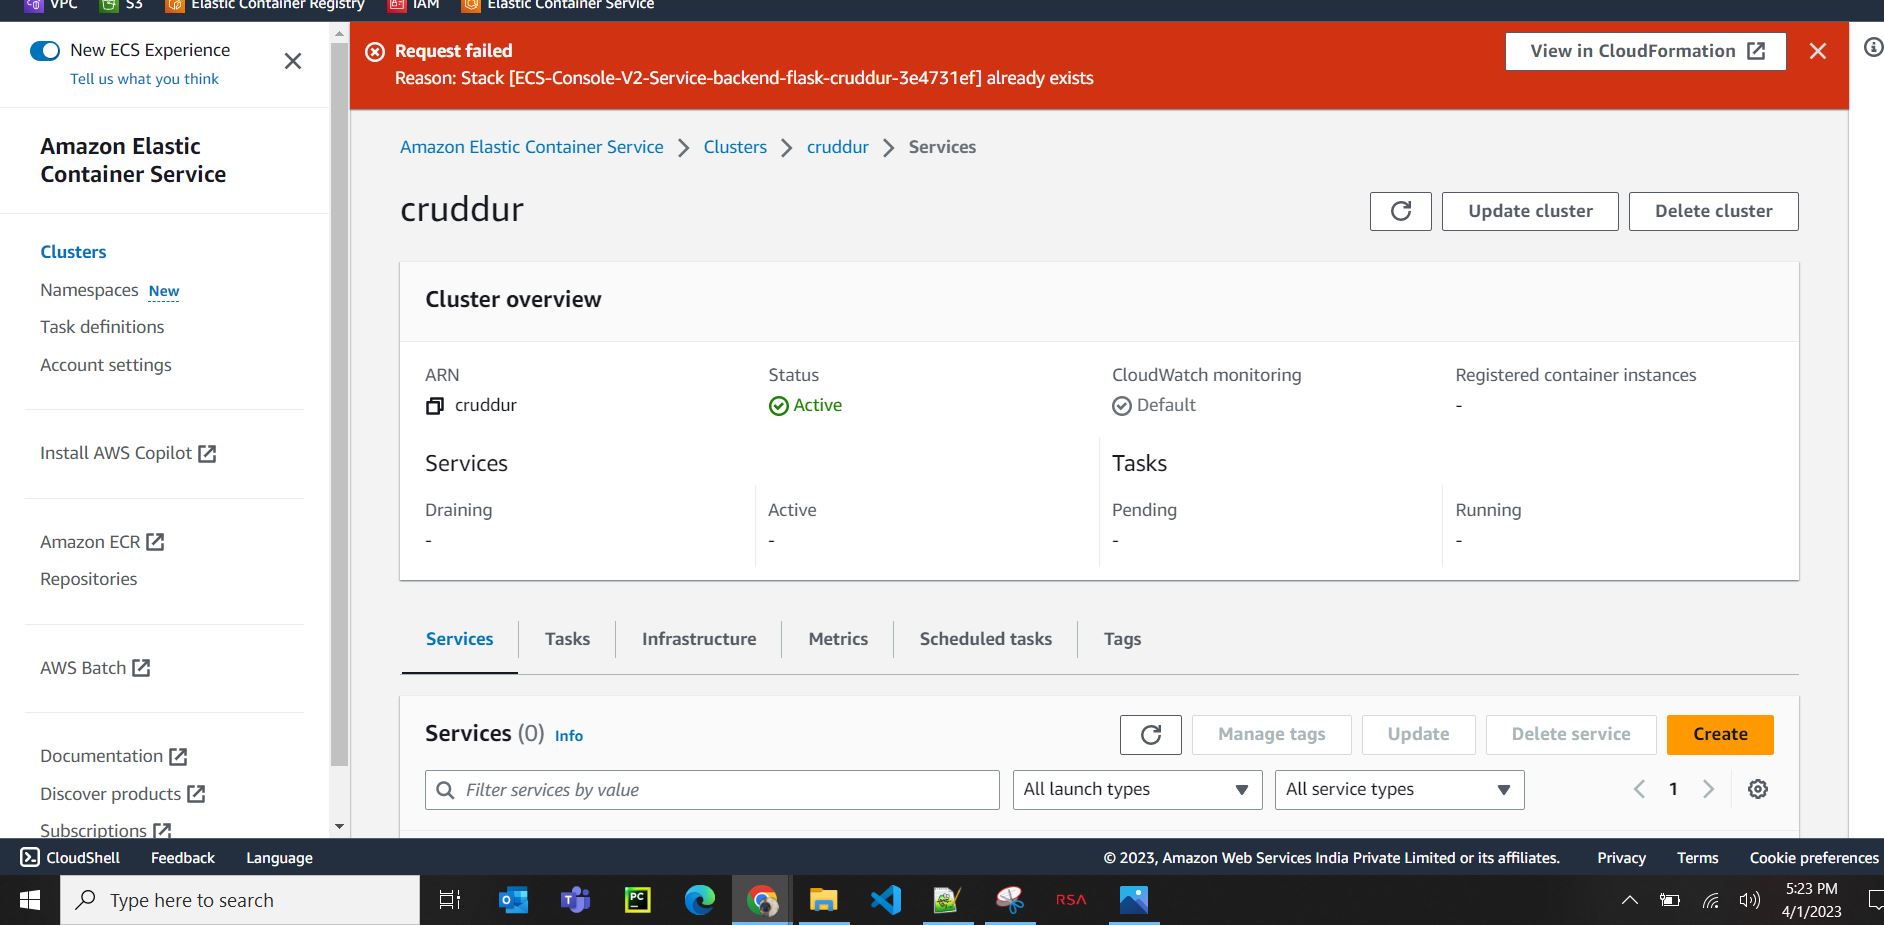 VPC S3 Elastic Container Registry IAM Elastic Container Service
New ECS Experience
Tell us what you think
Request failed
Reason: Stack [ECS-Console-V2-Service-backend-flask-cruddur-3e4731ef] already exists
View in CloudFormation
Amazon Elastic
Container Service
Clusters
Namespaces New
Task definitions
Account settings
Install AWS Copilot
Amazon ECR
Repositories
AWS Batch
Documentation
Discover products
Subscriptions
Amazon Elastic Container Service Clusters cruddur Services
cruddur
Update cluster Delete cluster
Cluster overview
ARN
cruddur
Status
Active
CloudWatch monitoring
Default
Registered container instances
-
Services
Draining
-
Active
-
Tasks
Pending
-
Running
-
Services Tasks Infrastructure Metrics Scheduled tasks Tags
Services (0) Info
Manage tags Update Delete service Create
Filter services by value All launch types All service types 1
CloudShell Feedback Language © 2023, Amazon Web Services India Private Limited or its affiliates. Privacy Terms Cookie preferences
Type here to search
PC
RSA
5:23 PM
4/1/2023